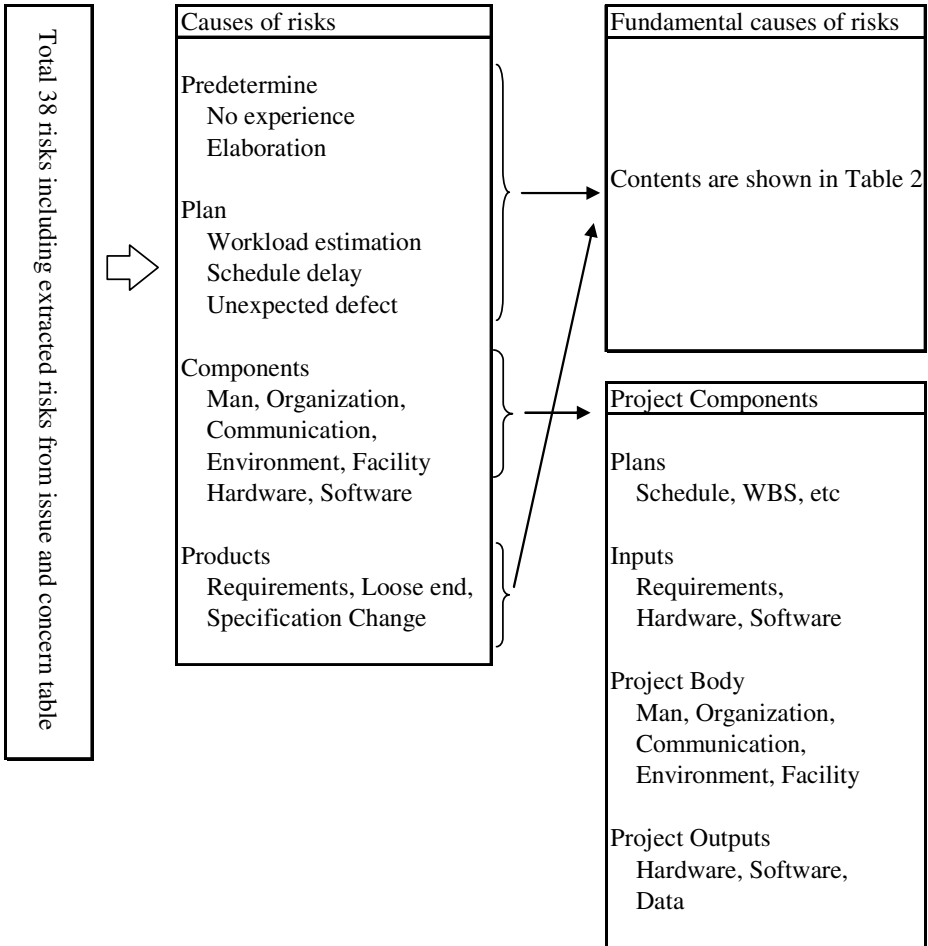 Total 38 risks including extracted risks from issue and concern table
Causes of risks
Predetermine
No experience
Elaboration
Plan
Workload estimation
Schedule delay
Unexpected defect
Components
Man, Organization,
Communication,
Environment, Facility
Hardware, Software
Products
Requirements, Loose end,
Specification Change
Fundamental causes of risks
Contents are shown in Table 2
Project Components
Plans
Schedule, WBS, etc
Inputs
Requirements,
Hardware, Software
Project Body
Man, Organization,
Communication,
Environment, Facility
Project Outputs
Hardware, Software,
Data